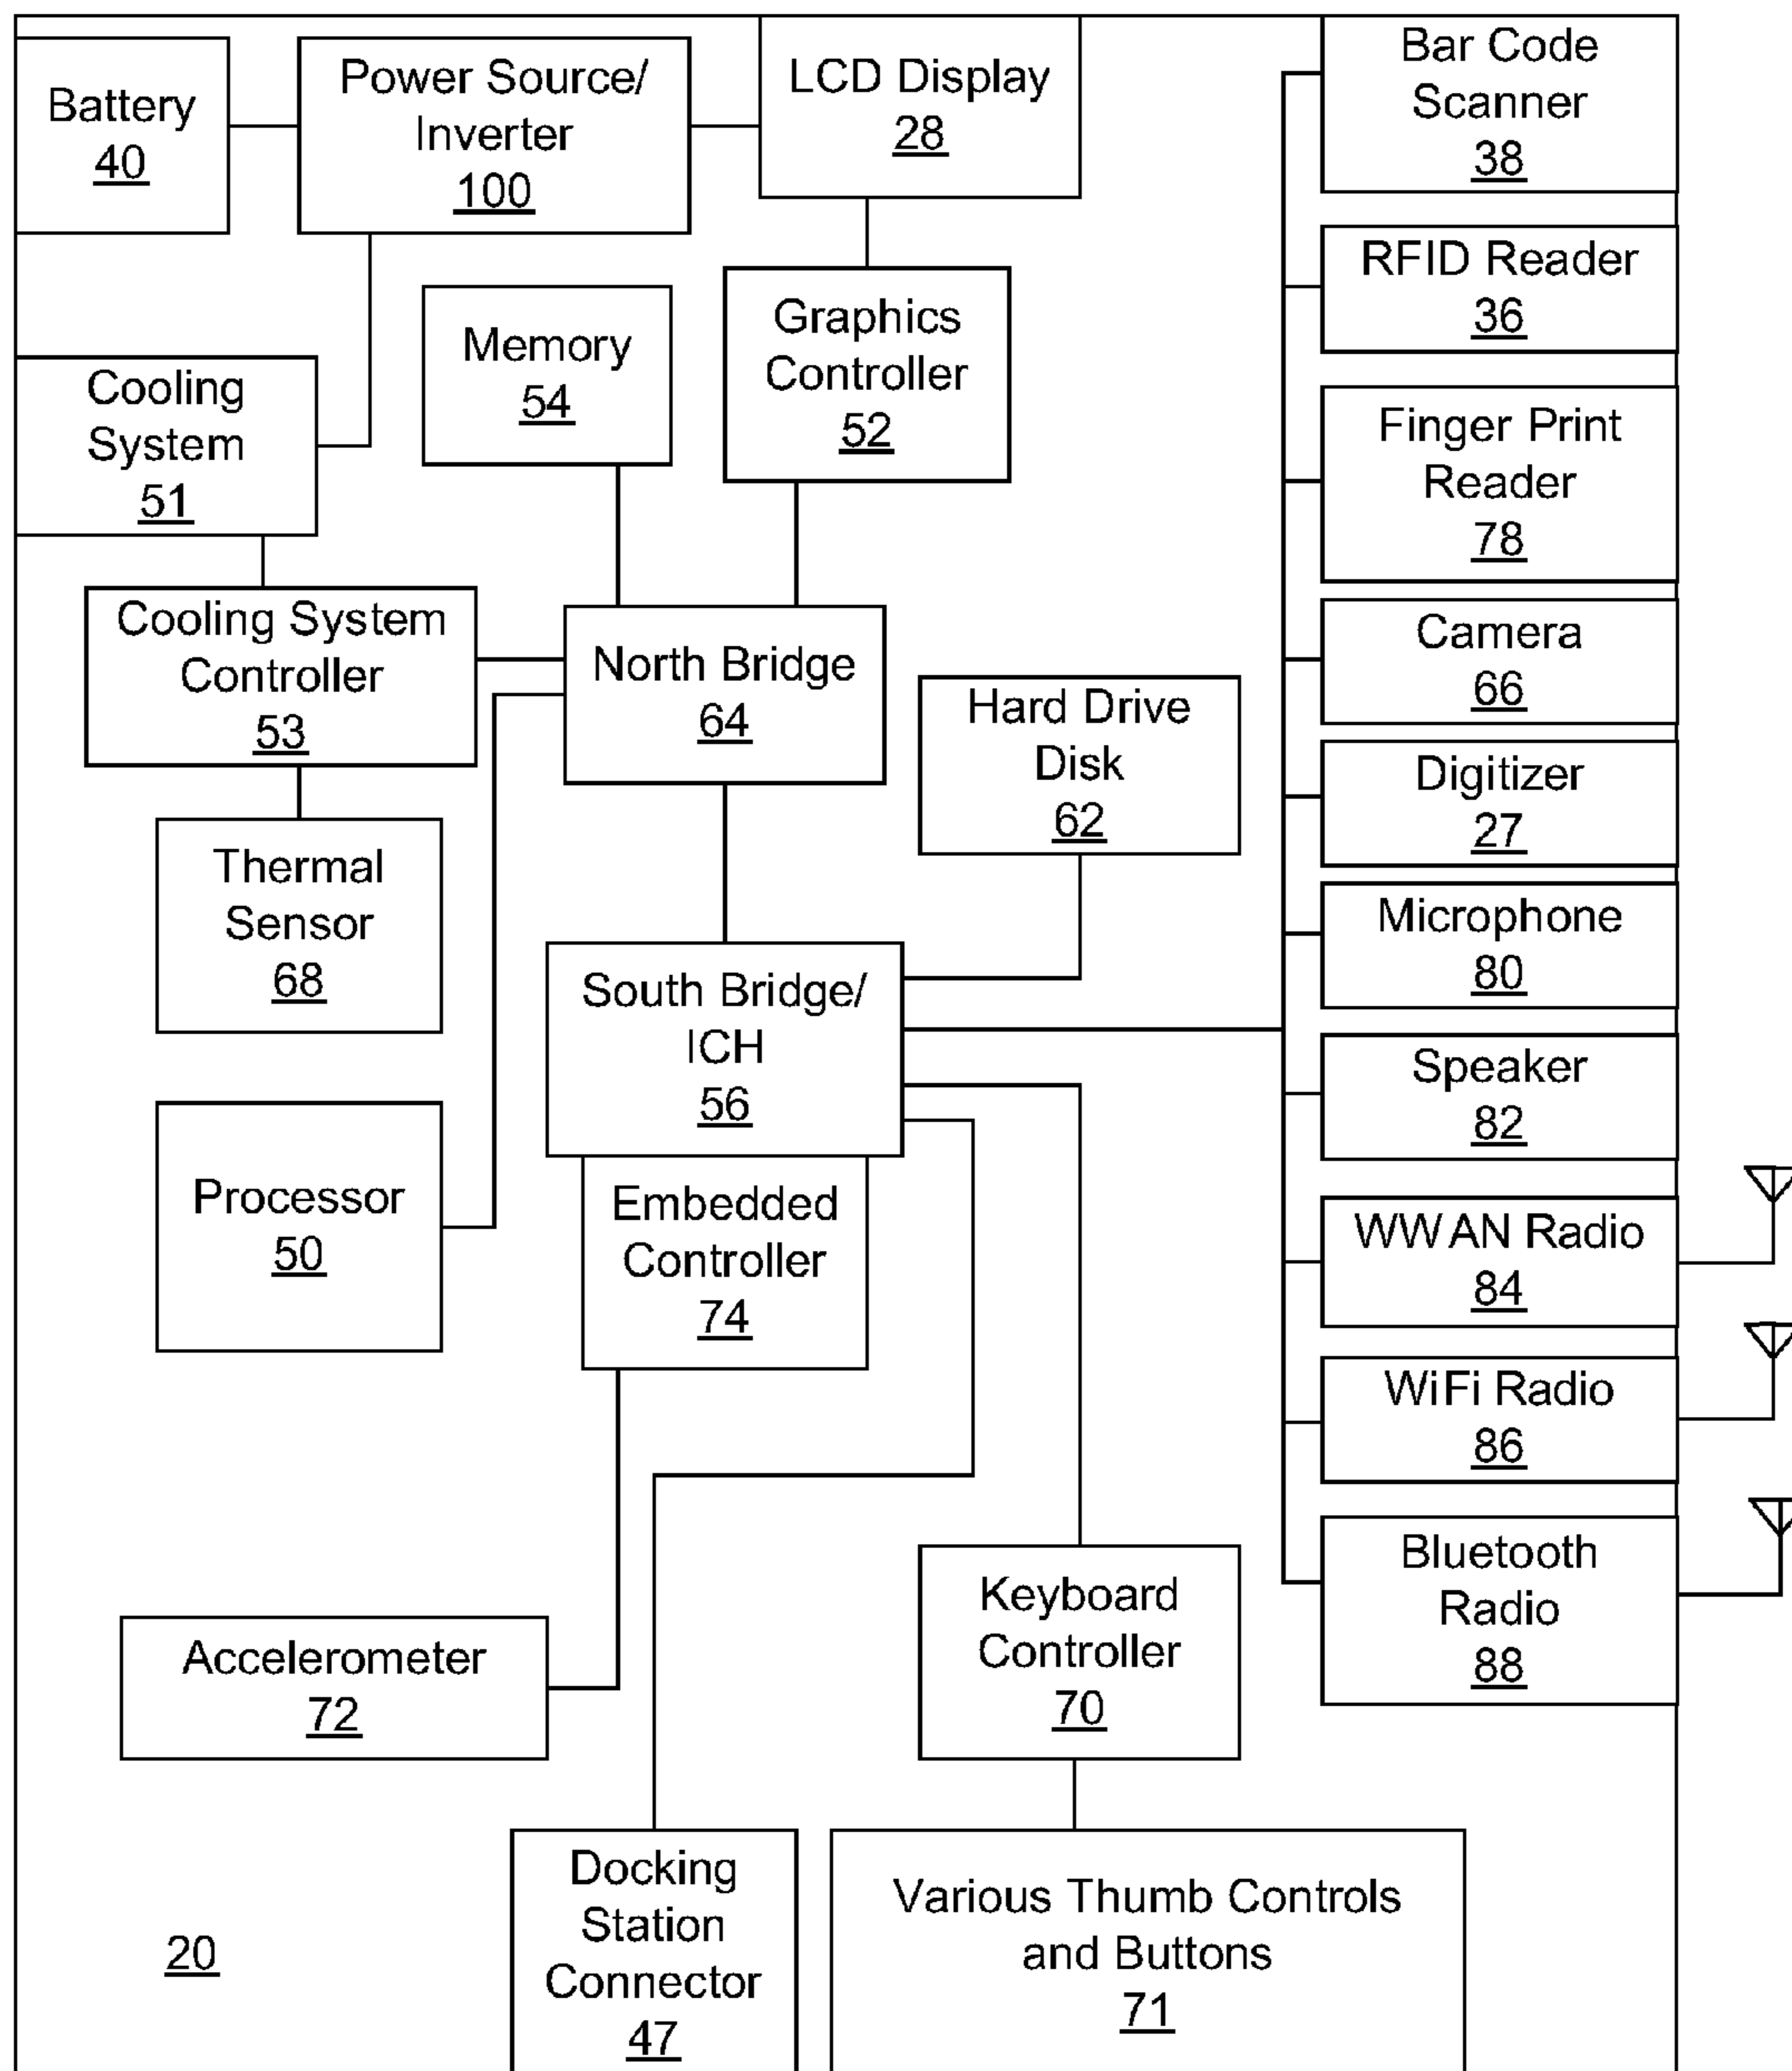 Battery
40
Power Source/
Inverter
100
LCD Display
28
Bar Code
Scanner
38
RFID Reader
36
Cooling
System
51
Memory
54
Graphics
Controller
52
Finger Print
Reader
78
Cooling System
Controller
53
North Bridge
64
Camera
66
Hard Drive
Disk
62
Digitizer
27
Thermal
Sensor
68
Microphone
80
South Bridge/
ICH
56
Speaker
82
Processor
50
Embedded
Controller
74
WWAN Radio
84
WiFi Radio
86
Bluetooth
Radio
88
Keyboard
Controller
70
Accelerometer
72
Docking
Station
Connector
47
Various Thumb Controls
and Buttons
71
20